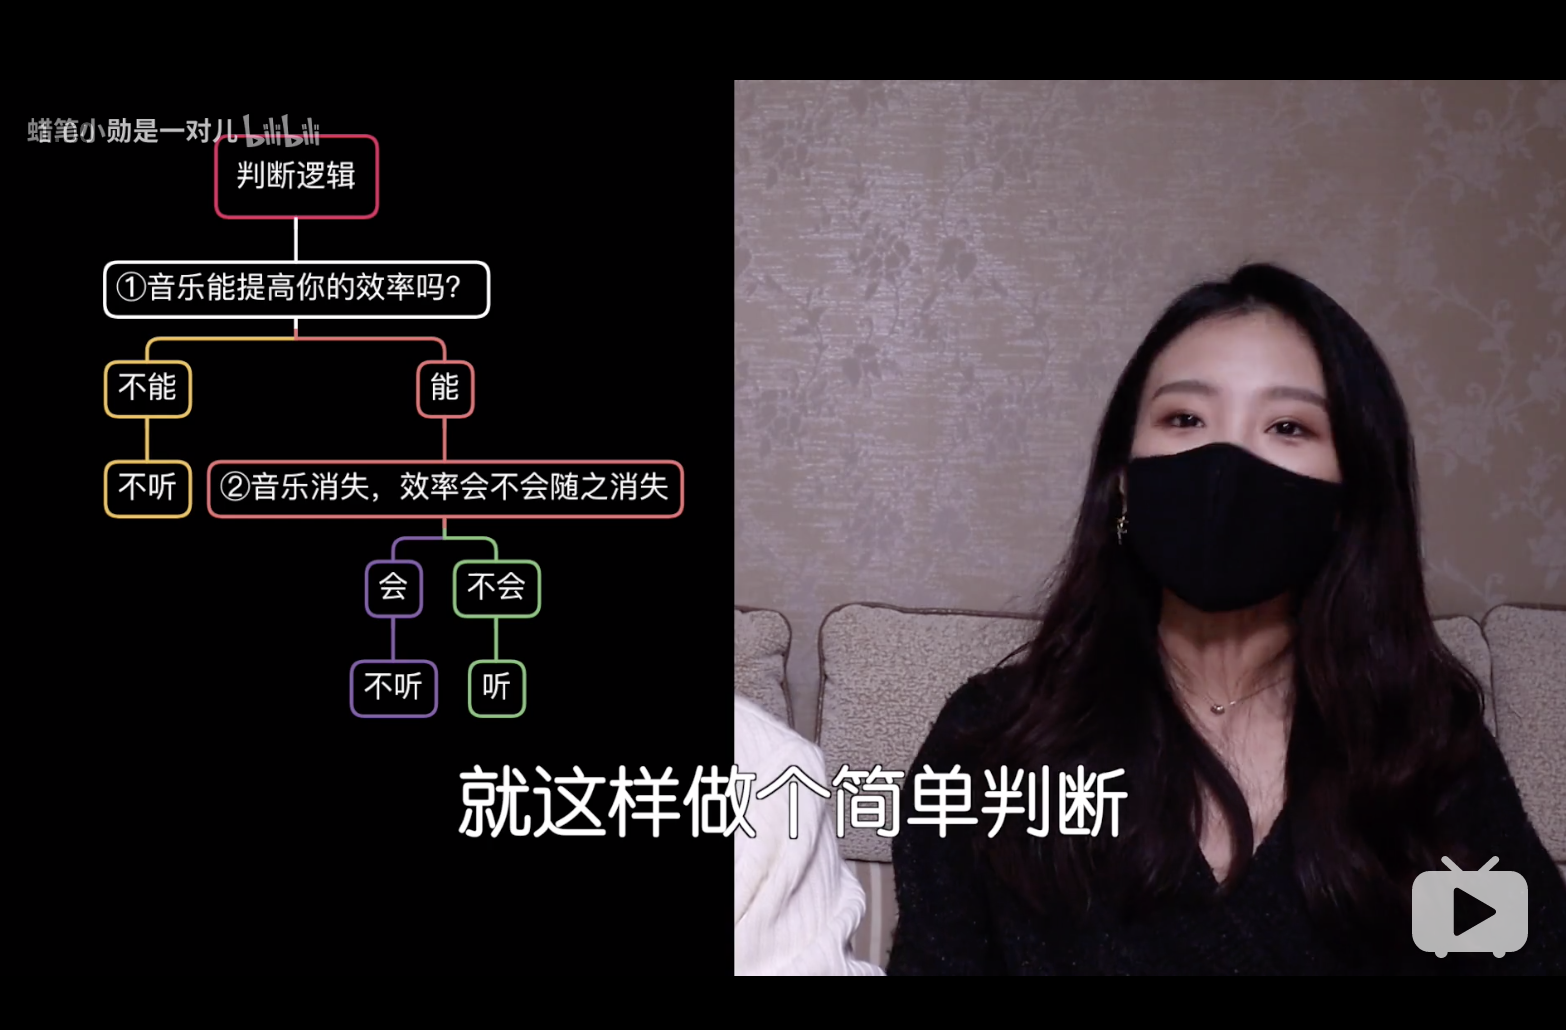 蜡笔小勋是一对儿 bilibili
判断逻辑
①音乐能提高你的效率吗？
不能
能
不听
②音乐消失，效率会不会随之消失
会
不会
不听
听
就这样做个简单判断